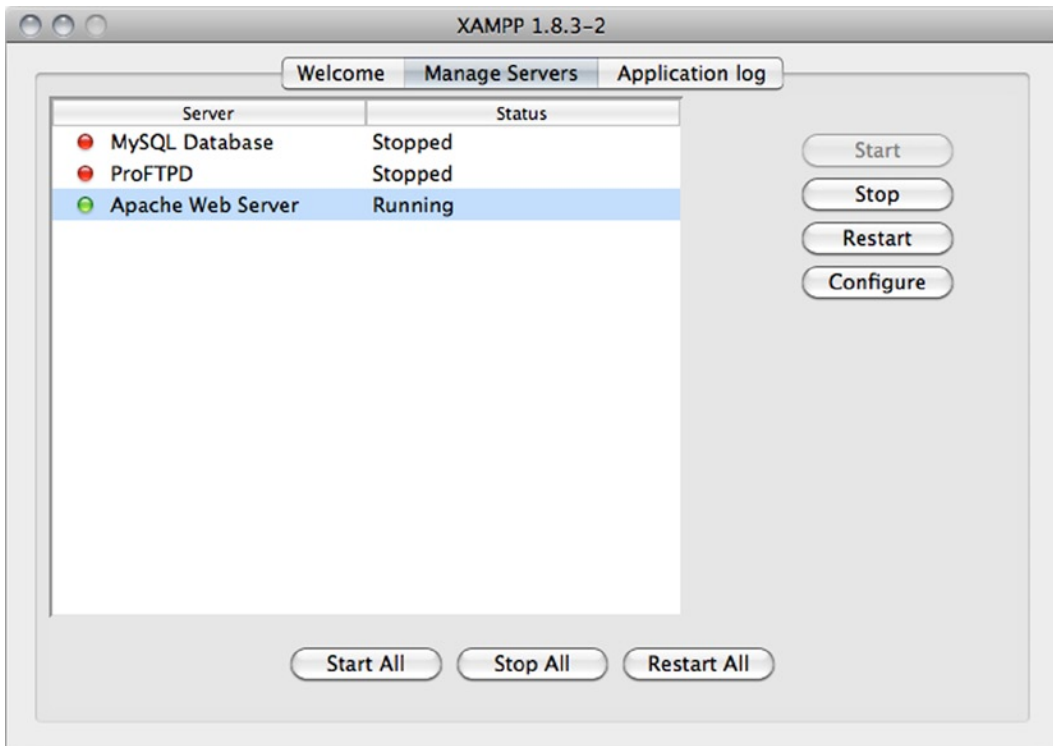 XAMPP 1.8.3-2
Welcome Manage Servers Application log
Server Status
MySQL Database Stopped
ProFTPD Stopped
Apache Web Server Running
Start
Stop
Restart
Configure
Start All Stop All Restart All